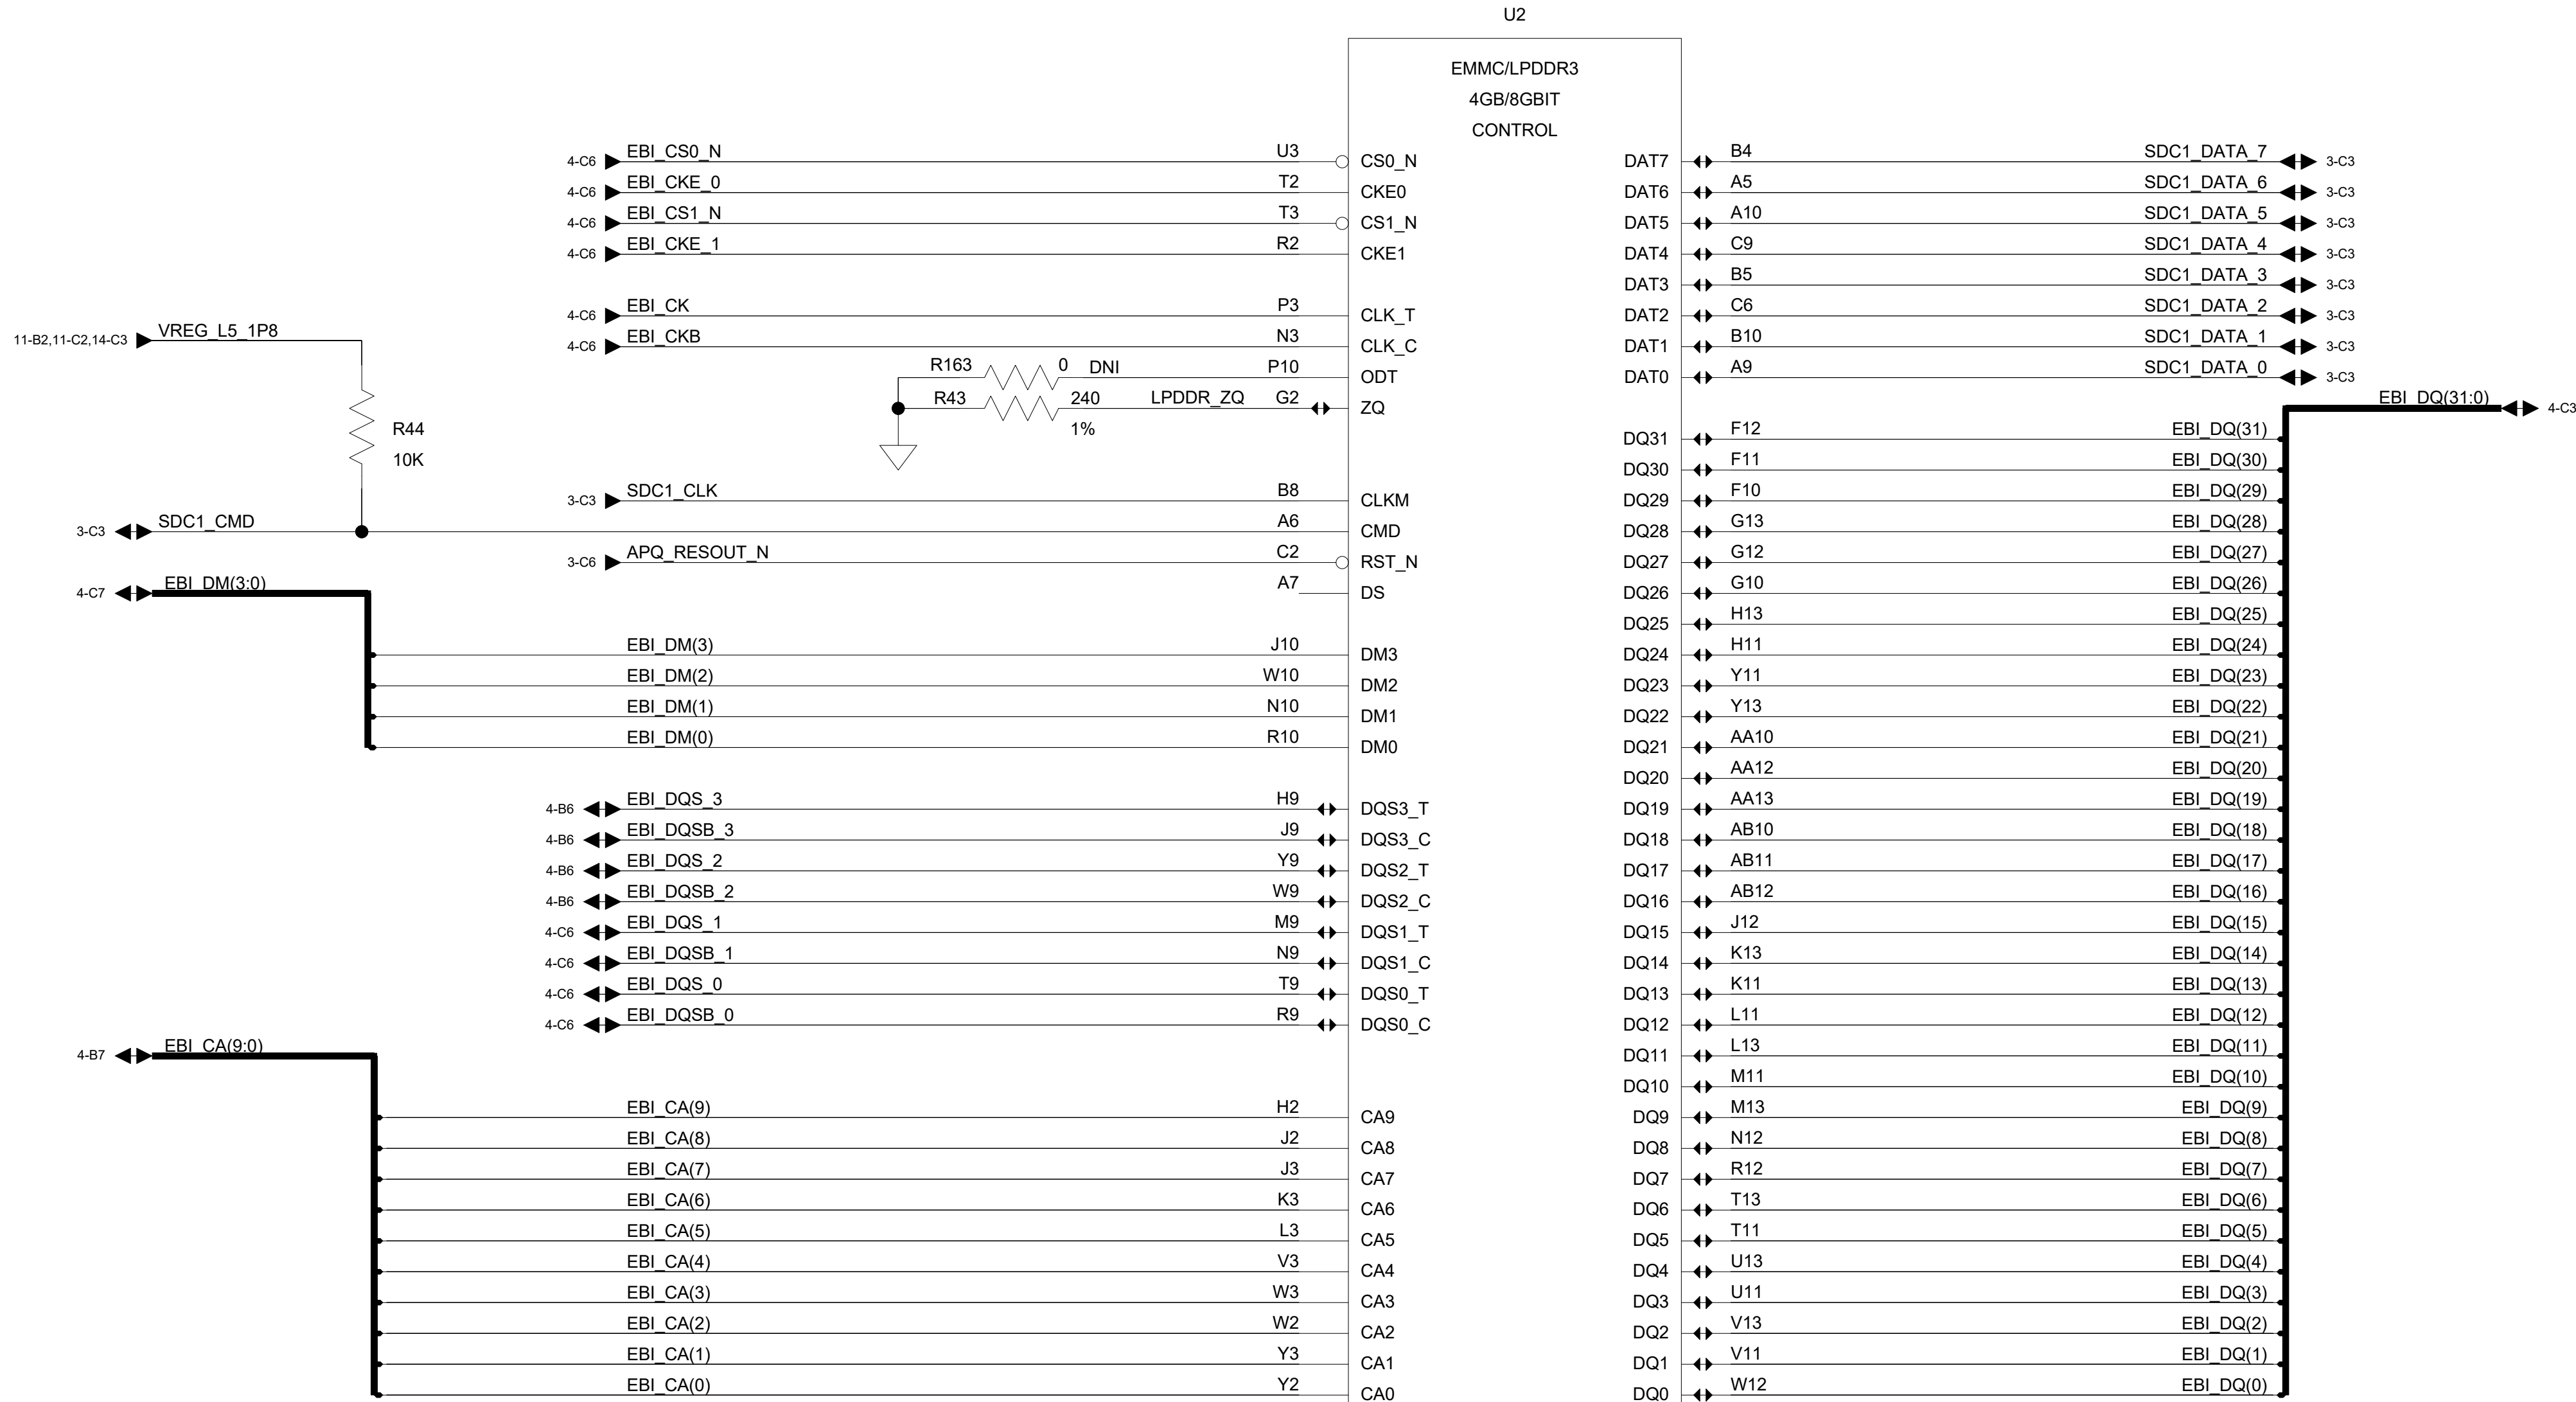 U2
EMMC/LPDDR3
4GB/8GBIT
CONTROL
4-C6 EBI_CS0_N U3 CS0_N DAT7 B4 SDC1_DATA_7 3-C3
4-C6 EBI_CKE_0 T2 CKE0 DAT6 A5 SDC1_DATA_6 3-C3
4-C6 EBI_CS1_N T3 CS1_N DAT5 A10 SDC1_DATA_5 3-C3
4-C6 EBI_CKE_1 R2 CKE1 DAT4 C9 SDC1_DATA_4 3-C3
DAT3 B5 SDC1_DATA_3 3-C3
4-C6 EBI_CK P3 CLK_T DAT2 C6 SDC1_DATA_2 3-C3
11-B2,11-C2,14-C3 VREG_L5_1P8
4-C6 EBI_CKB N3 CLK_C DAT1 B10 SDC1_DATA_1 3-C3
R163 0 DNI P10 ODT DAT0 A9 SDC1_DATA_0 3-C3
R43 240 LPDDR_ZQ G2 ZQ EBI_DQ(31:0) 4-C3
1%
R44
10K
DQ31 F12 EBI_DQ(31)
DQ30 F11 EBI_DQ(30)
3-C3 SDC1_CLK B8 CLKM DQ29 F10 EBI_DQ(29)
3-C3 SDC1_CMD A6 CMD DQ28 G13 EBI_DQ(28)
3-C6 APQ_RESOUT_N C2 RST_N DQ27 G12 EBI_DQ(27)
4-C7 EBI_DM(3:0) A7 DS DQ26 G10 EBI_DQ(26)
DQ25 H13 EBI_DQ(25)
EBI_DM(3) J10 DM3 DQ24 H11 EBI_DQ(24)
EBI_DM(2) W10 DM2 DQ23 Y11 EBI_DQ(23)
EBI_DM(1) N10 DM1 DQ22 Y13 EBI_DQ(22)
EBI_DM(0) R10 DM0 DQ21 AA10 EBI_DQ(21)
DQ20 AA12 EBI_DQ(20)
4-B6 EBI_DQS_3 H9 DQS3_T DQ19 AA13 EBI_DQ(19)
4-B6 EBI_DQSB_3 J9 DQS3_C DQ18 AB10 EBI_DQ(18)
4-B6 EBI_DQS_2 Y9 DQS2_T DQ17 AB11 EBI_DQ(17)
4-B6 EBI_DQSB_2 W9 DQS2_C DQ16 AB12 EBI_DQ(16)
4-C6 EBI_DQS_1 M9 DQS1_T DQ15 J12 EBI_DQ(15)
4-C6 EBI_DQSB_1 N9 DQS1_C DQ14 K13 EBI_DQ(14)
4-C6 EBI_DQS_0 T9 DQS0_T DQ13 K11 EBI_DQ(13)
4-C6 EBI_DQSB_0 R9 DQS0_C DQ12 L11 EBI_DQ(12)
4-B7 EBI_CA(9:0) DQ11 L13 EBI_DQ(11)
DQ10 M11 EBI_DQ(10)
EBI_CA(9) H2 CA9 DQ9 M13 EBI_DQ(9)
EBI_CA(8) J2 CA8 DQ8 N12 EBI_DQ(8)
EBI_CA(7) J3 CA7 DQ7 R12 EBI_DQ(7)
EBI_CA(6) K3 CA6 DQ6 T13 EBI_DQ(6)
EBI_CA(5) L3 CA5 DQ5 T11 EBI_DQ(5)
EBI_CA(4) V3 CA4 DQ4 U13 EBI_DQ(4)
EBI_CA(3) W3 CA3 DQ3 U11 EBI_DQ(3)
EBI_CA(2) W2 CA2 DQ2 V13 EBI_DQ(2)
EBI_CA(1) Y3 CA1 DQ1 V11 EBI_DQ(1)
EBI_CA(0) Y2 CA0 DQ0 W12 EBI_DQ(0)